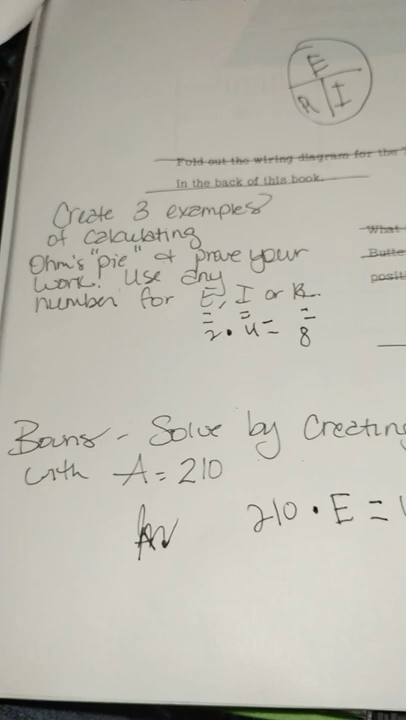 E
R I
Fold out the wiring diagram for the
In the back of this book.
Create 3 examples
of calculating
Ohm's "pie" & prove your
work. Use any
number for E, I or R.
= = =
2 • 4 = 8
What
Butte
positi
Bouns - Solve by Creating
with A = 210
210 • E =